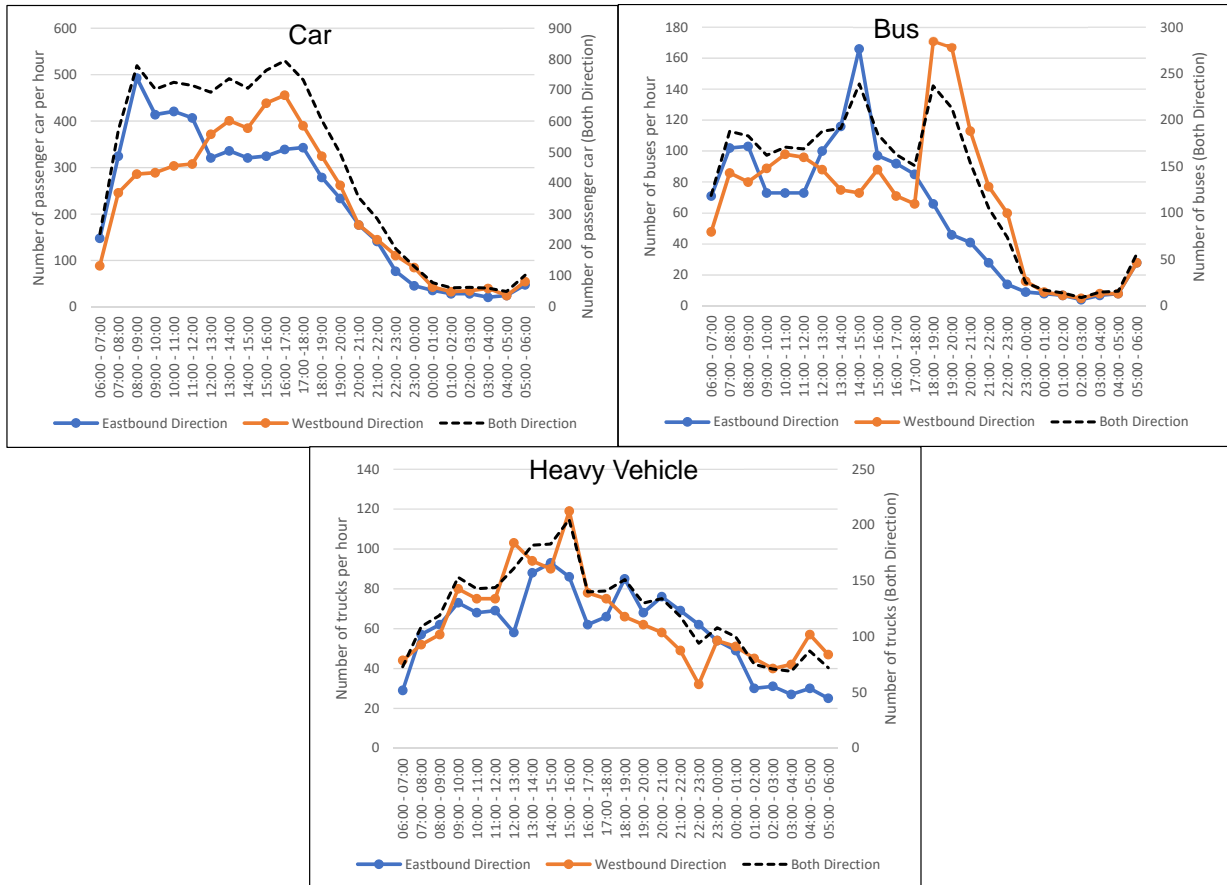 Car
Number of passenger car per hour
600
500
400
300
200
100
0
900
800
700
600
500
400
300
200
100
0
Number of passenger car (Both Direction)
06:00 - 07:00
07:00 - 08:00
08:00 - 09:00
09:00 - 10:00
10:00 - 11:00
11:00 - 12:00
12:00 - 13:00
13:00 - 14:00
14:00 - 15:00
15:00 - 16:00
16:00 - 17:00
17:00 -18:00
18:00 - 19:00
19:00 - 20:00
20:00 - 21:00
21:00 - 22:00
22:00 - 23:00
23:00 - 00:00
00:00 - 01:00
01:00 - 02:00
02:00 - 03:00
03:00 - 04:00
04:00 - 05:00
05:00 - 06:00
Eastbound Direction Westbound Direction Both Direction
Bus
Number of buses per hour
180
160
140
120
100
80
60
40
20
0
300
250
200
150
100
50
0
Number of buses (Both Direction)
06:00 - 07:00
07:00 - 08:00
08:00 - 09:00
09:00 - 10:00
10:00 - 11:00
11:00 - 12:00
12:00 - 13:00
13:00 - 14:00
14:00 - 15:00
15:00 - 16:00
16:00 - 17:00
17:00 -18:00
18:00 - 19:00
19:00 - 20:00
20:00 - 21:00
21:00 - 22:00
22:00 - 23:00
23:00 - 00:00
00:00 - 01:00
01:00 - 02:00
02:00 - 03:00
03:00 - 04:00
04:00 - 05:00
05:00 - 06:00
Eastbound Direction Westbound Direction Both Direction
Heavy Vehicle
Number of trucks per hour
140
120
100
80
60
40
20
0
250
200
150
100
50
0
Number of trucks (Both Direction)
06:00 - 07:00
07:00 - 08:00
08:00 - 09:00
09:00 - 10:00
10:00 - 11:00
11:00 - 12:00
12:00 - 13:00
13:00 - 14:00
14:00 - 15:00
15:00 - 16:00
16:00 - 17:00
17:00 -18:00
18:00 - 19:00
19:00 - 20:00
20:00 - 21:00
21:00 - 22:00
22:00 - 23:00
23:00 - 00:00
00:00 - 01:00
01:00 - 02:00
02:00 - 03:00
03:00 - 04:00
04:00 - 05:00
05:00 - 06:00
Eastbound Direction Westbound Direction Both Direction